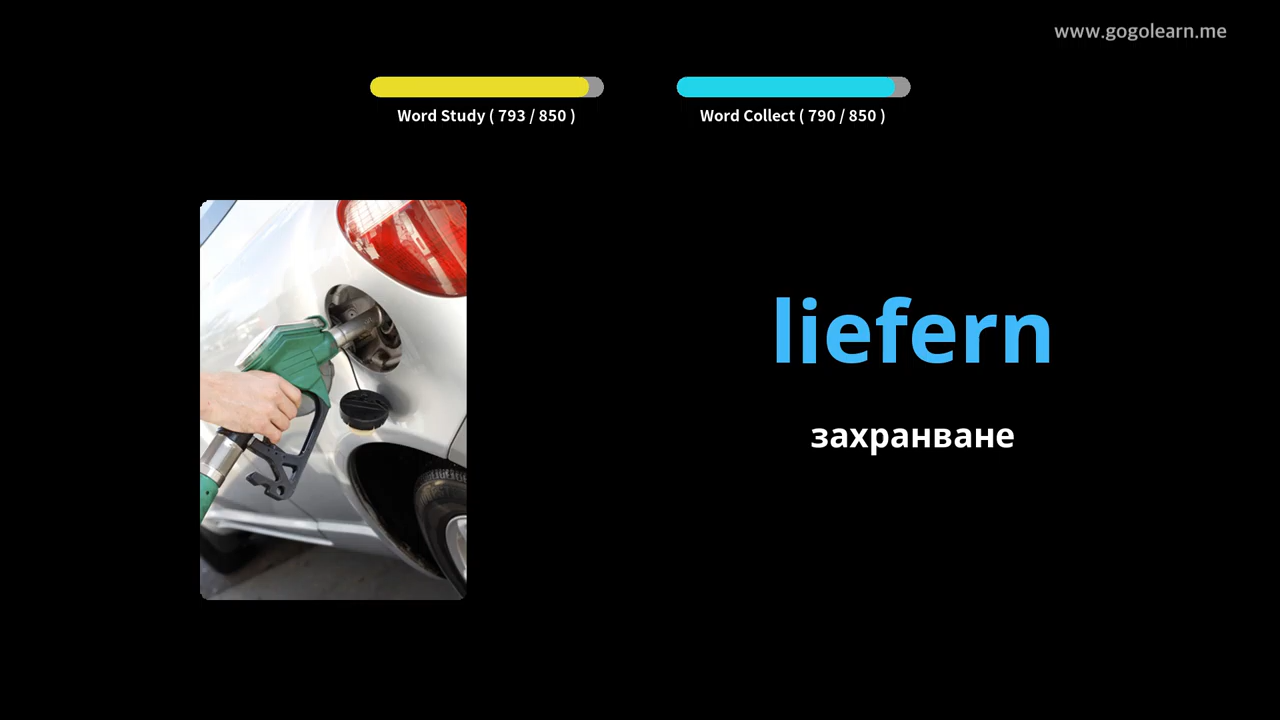 www.gogolearn.me
Word Study ( 793 / 850 )
Word Collect ( 790 / 850 )
liefern
захранване